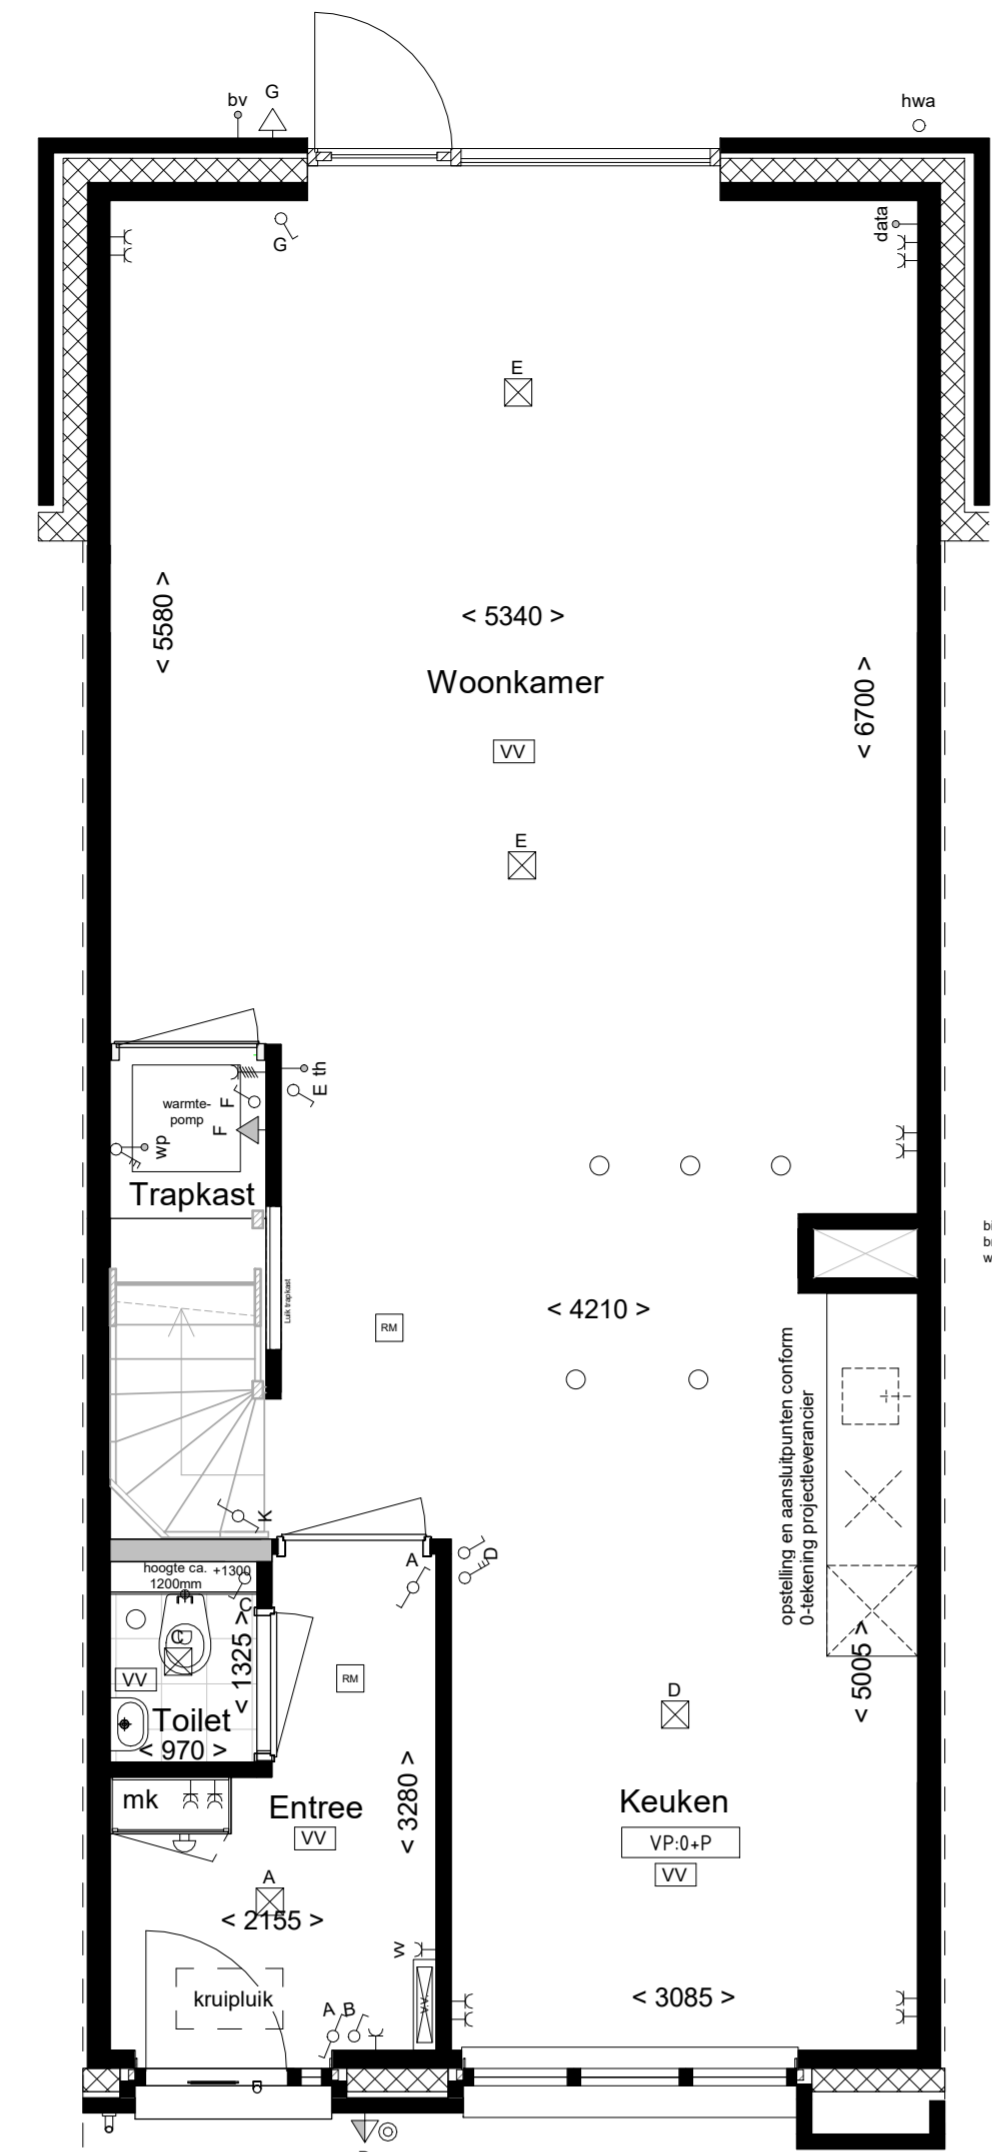 G
bv
hwa
G
data
E
< 5580 >
< 5340 >
Woonkamer
< 6700 >
VV
E
warmte-
pomp
F
F
wp
E th
Trapkast
Luik trapkast
RM
< 4210 >
opstelling en aansluitpunten conform
0-tekening projectleverancier
K
A
D
hoogte ca. +1300
1200mm
C
C
< 1325 >
VV
RM
Toilet
< 970 >
D
< 5005 >
mk
Entree
VV
< 3280 >
Keuken
VP:0+P
VV
A
< 2155 >
W
kruipluik
v.v.
A B
< 3085 >